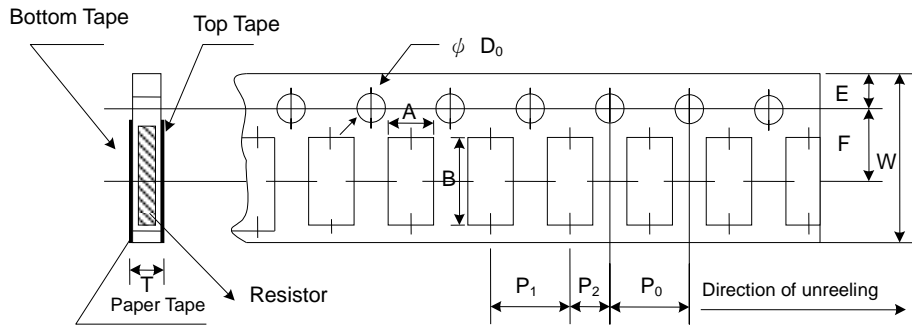 Bottom Tape
Top Tape
ψ D₀
A
E
F
W
B
T
Paper Tape
Resistor
P₁
P₂
P₀
Direction of unreeling